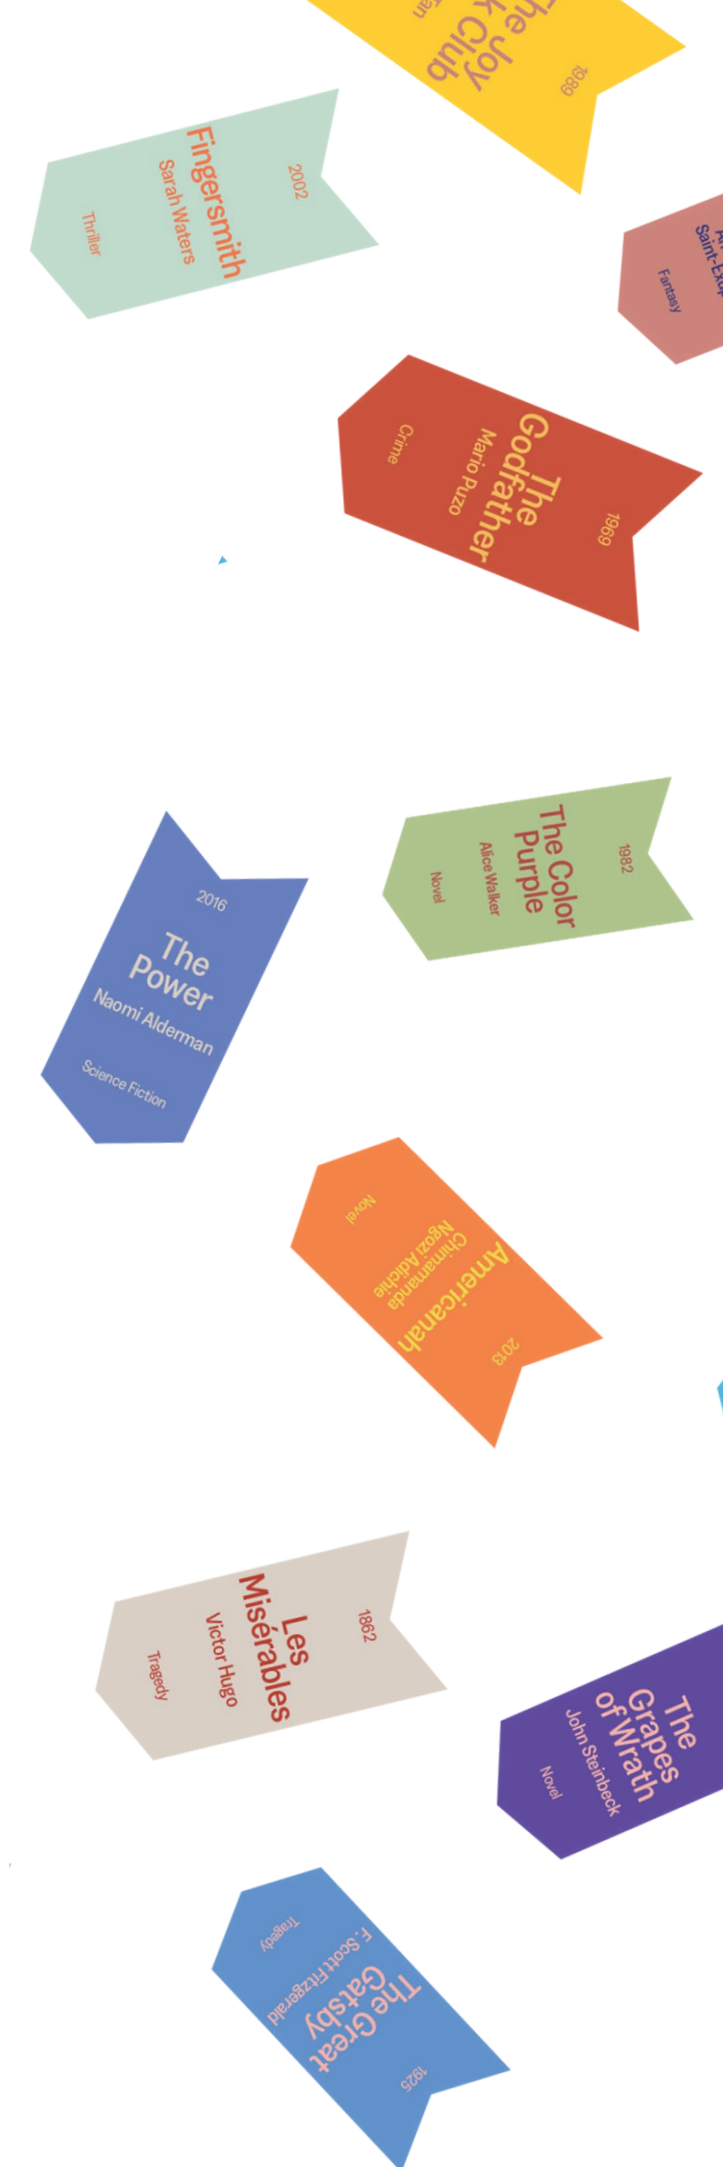 1989
The Joy
k Club
2002
Fingersmith
Sarah Waters
Thriller
Saint-Exup
Fantasy
1969
The
Godfather
Mario Puzo
Crime
1982
The Color
Purple
Alice Walker
Novel
2016
The
Power
Naomi Alderman
Science Fiction
2013
Americanah
Chimamanda
Ngozi Adichie
Novel
1862
Les
Misérables
Victor Hugo
Tragedy
The
Grapes
of Wrath
John Steinbeck
Novel
1925
The Great
Gatsby
F. Scott Fitzgerald
Tragedy